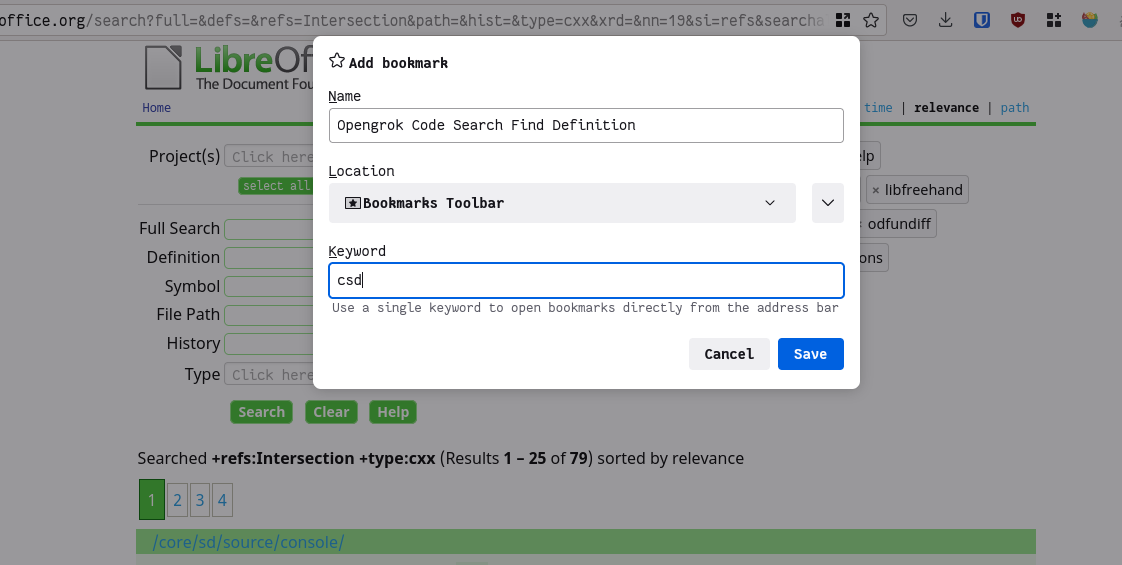 office.org/search?full=&defs=&refs=Intersection&path=&hist=&type=cxx&xrd=&nn=19&si=refs&searcha
LibreOf
The Document Fou
Add bookmark
Name
Opengrok Code Search Find Definition
Location
Bookmarks Toolbar
Keyword
csd
Use a single keyword to open bookmarks directly from the address bar
Cancel Save
Home time | relevance | path
Project(s) Click here elp
select all × libfreehand
Full Search × odfundiff
Definition ons
Symbol
File Path
History
Type Click here
Search Clear Help
Searched +refs:Intersection +type:cxx (Results 1 – 25 of 79) sorted by relevance
1 2 3 4
/core/sd/source/console/